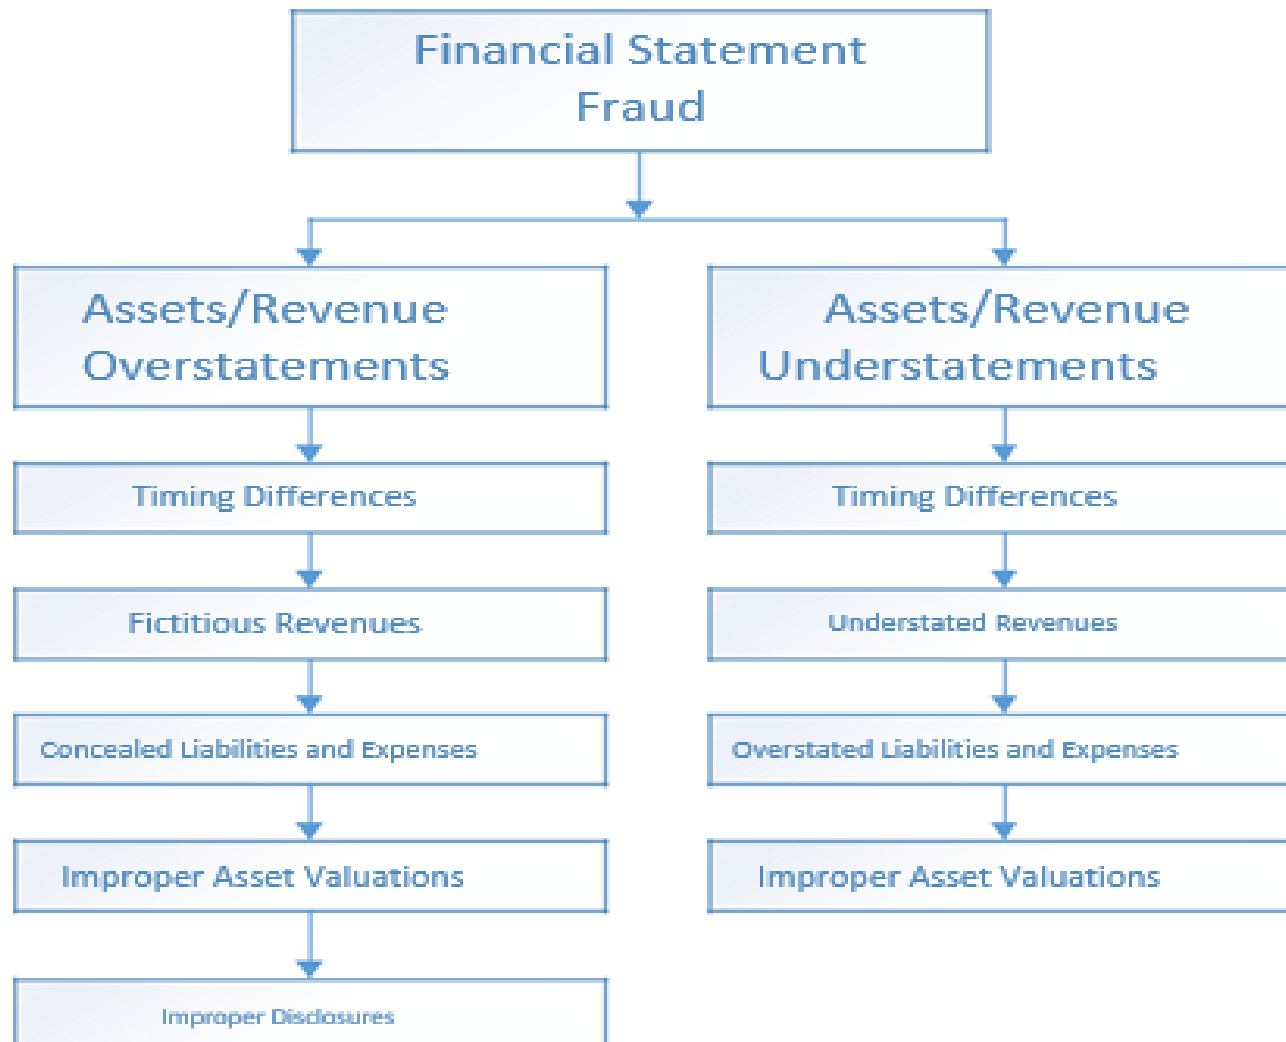 Financial Statement
Fraud
Assets/Revenue
Overstatements
Assets/Revenue
Understatements
Timing Differences
Timing Differences
Fictitious Revenues
Understated Revenues
Concealed Liabilities and Expenses
Overstated Liabilities and Expenses
Improper Asset Valuations
Improper Asset Valuations
Improper Disclosures